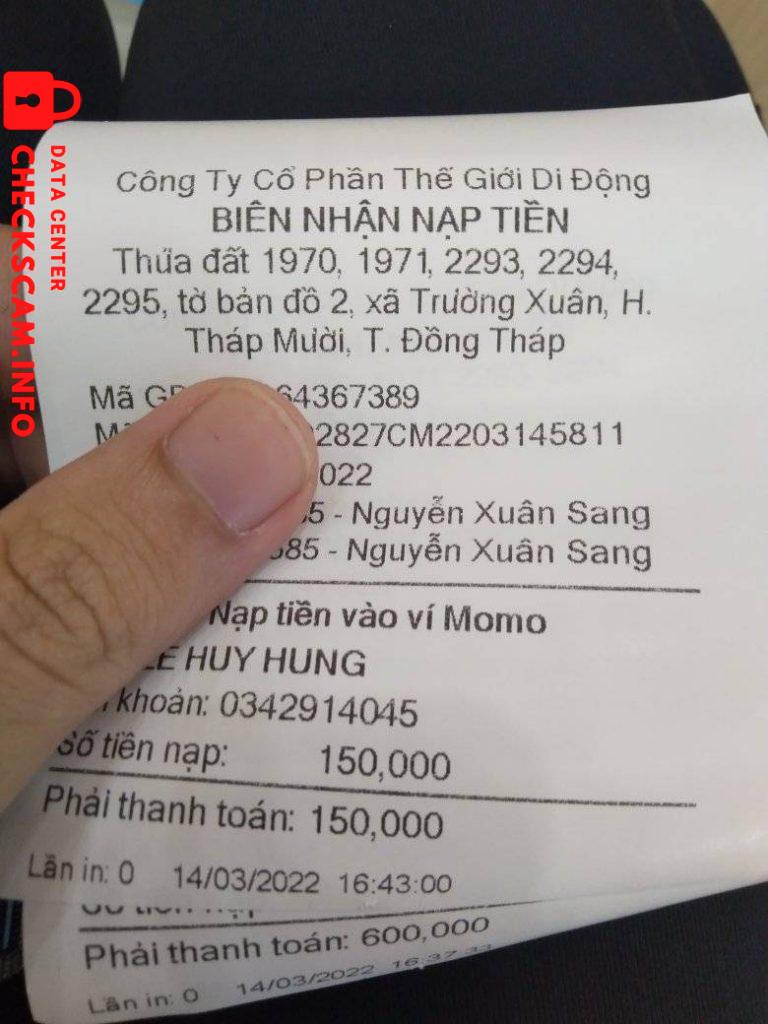 DATA CENTER
CHECKSCAM.INFO
Công Ty Cổ Phần Thế Giới Di Động
BIÊN NHẬN NẠP TIỀN
Thửa đất 1970, 1971, 2293, 2294,
2295, tờ bản đồ 2, xã Trường Xuân, H.
Tháp Mười, T. Đồng Tháp
Mã 64367389
2827CM2203145811
022
5 - Nguyễn Xuân Sang
585 - Nguyễn Xuân Sang
Nạp tiền vào ví Momo
LE HUY HUNG
khoản: 0342914045
Số tiền nạp: 150,000
Phải thanh toán: 150,000
Lần in: 0 14/03/2022 16:43:00
Phải thanh toán: 600,000
Lần in: 0 14/03/2022